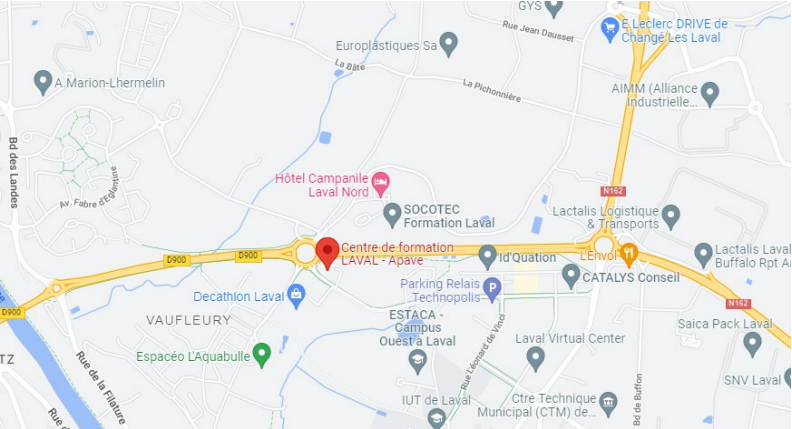 GYS
Rue Jean Dausset
E.Leclerc DRIVE de
Changé Les Laval
Europlastiques Sa
La Bâte
A.Marion-Lhermelin
La Pichonnière
AIMM (Alliance
Industrielle...
Bd des Landes
Av. Fabre d'Eglantine
Hôtel Campanile
Laval Nord
N162
SOCOTEC
Formation Laval
Lactalis Logistique
& Transports
Centre de formation
LAVAL - Apave
D900
D900
Id'Quation
L'Envol
Lactalis Laval
Buffalo Rpt
CATALYS Conseil
Parking Relais
Technopolis
Decathlon Laval
D900
N162
VAUFLEURY
ESTACA -
Campus
Ouest à Laval
Rue Léonard de Vinci
Saica Pack Laval
Laval Virtual Center
Espacéo L'Aquabulle
TZ
Rue de la Filature
SNV Laval
IUT de Laval
Ctre Technique
Municipal (CTM) de...
Bd de Buffon
Rue